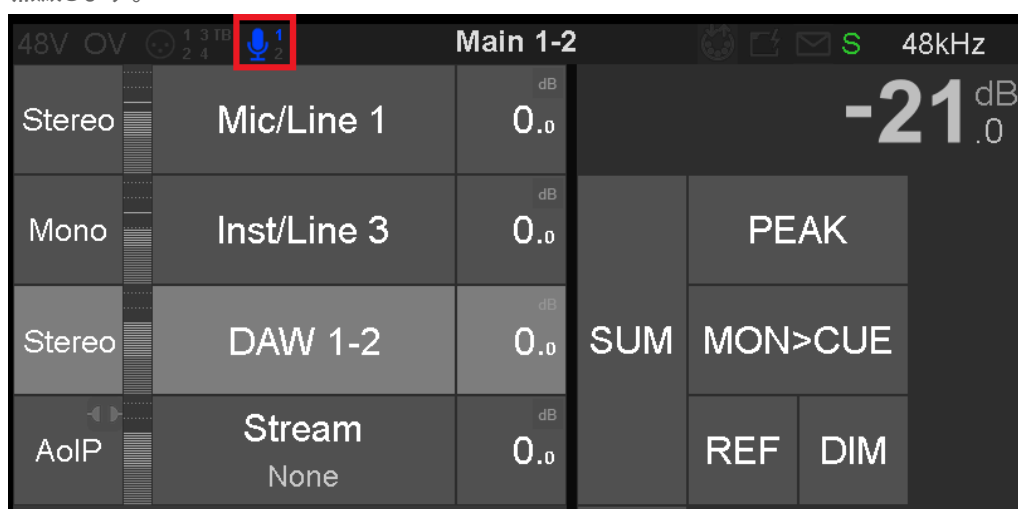 48V OV 1 3 TB 2 4 1 2 Main 1-2 S 48kHz
Stereo Mic/Line 1 dB 0.0
-21.0 dB
Mono Inst/Line 3 dB 0.0
PEAK
Stereo DAW 1-2 dB 0.0
SUM MON>CUE
AoIP Stream None dB 0.0
REF DIM